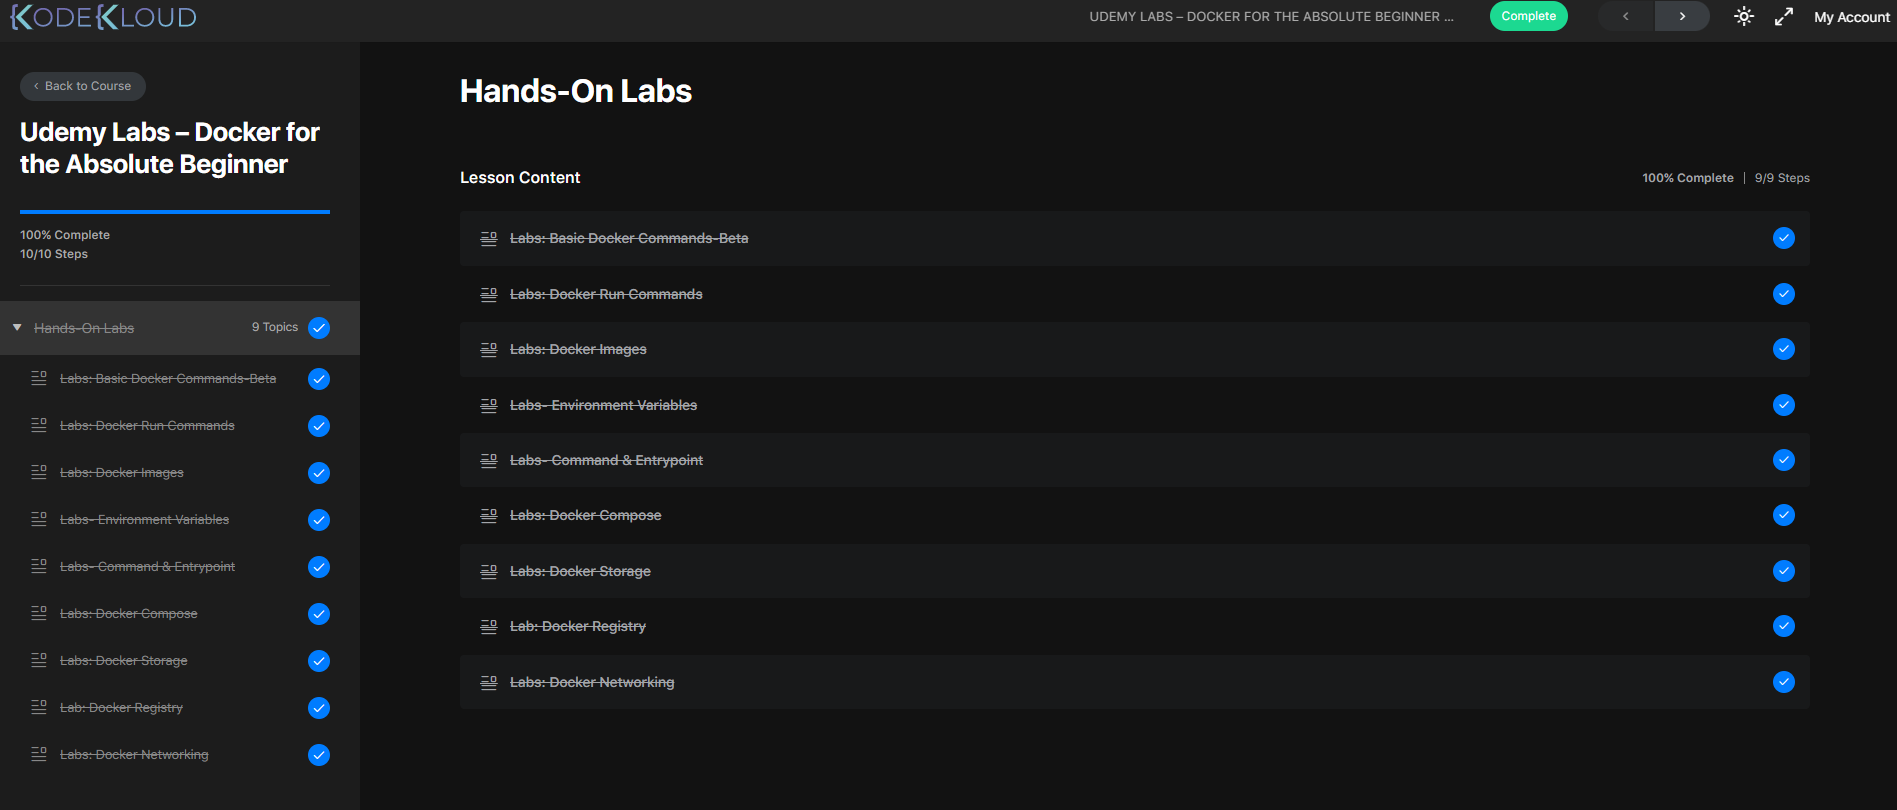 KODEKLOUD
UDEMY LABS – DOCKER FOR THE ABSOLUTE BEGINNER ...
Complete
My Account
Back to Course
Udemy Labs – Docker for
the Absolute Beginner
100% Complete
10/10 Steps
Hands-On Labs
9 Topics
Labs: Basic Docker Commands-Beta
Labs: Docker Run Commands
Labs: Docker Images
Labs- Environment Variables
Labs- Command & Entrypoint
Labs: Docker Compose
Labs: Docker Storage
Lab: Docker Registry
Labs: Docker Networking
Hands-On Labs
Lesson Content
100% Complete | 9/9 Steps
Labs: Basic Docker Commands-Beta
Labs: Docker Run Commands
Labs: Docker Images
Labs- Environment Variables
Labs- Command & Entrypoint
Labs: Docker Compose
Labs: Docker Storage
Lab: Docker Registry
Labs: Docker Networking